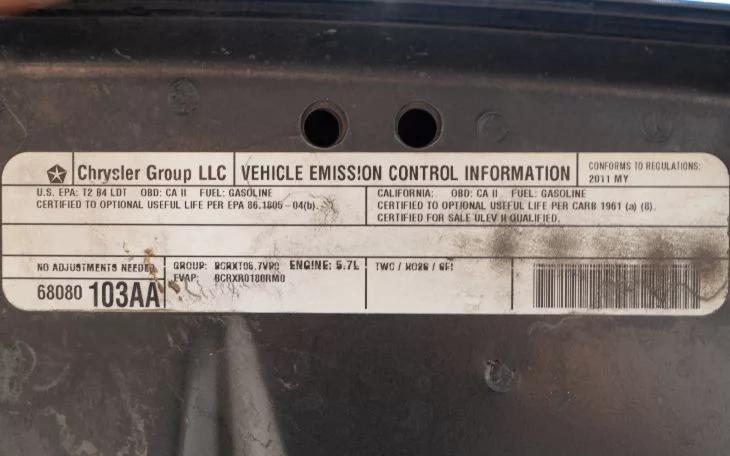 Chrysler Group LLC
VEHICLE EMISSION CONTROL INFORMATION
CONFORMS TO REGULATIONS:
2011 MY
U.S. EPA: T2 B4 LDT OBD: CA II FUEL: GASOLINE
CERTIFIED TO OPTIONAL USEFUL LIFE PER EPA 86.1805-04(b).
CALIFORNIA: OBD: CA II FUEL: GASOLINE
CERTIFIED TO OPTIONAL USEFUL LIFE PER CARB 1961 (a) (8).
CERTIFIED FOR SALE ULEV II QUALIFIED.
NO ADJUSTMENTS NEEDED
68080 103AA
GROUP: ENGINE: 5.7L
EVAP:
TWC / HO2S / SFI